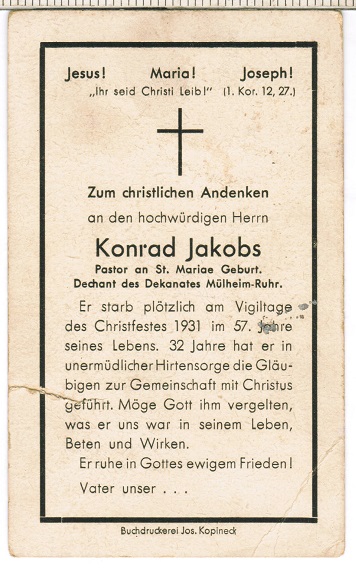 Jesus! Maria! Joseph!
„Ihr seid Christi Leib!" (1. Kor. 12, 27.)
Zum christlichen Andenken
an den hochwürdigen Herrn
Konrad Jakobs
Pastor an St. Mariae Geburt.
Dechant des Dekanates Mülheim-Ruhr.
Er starb plötzlich am Vigiltage
des Christfestes 1931 im 57. Jahre
seines Lebens. 32 Jahre hat er in
unermüdlicher Hirtensorge die Gläu-
bigen zur Gemeinschaft mit Christus
geführt. Möge Gott ihm vergelten,
was er uns war in seinem Leben,
Beten und Wirken.
Er ruhe in Gottes ewigem Frieden!
Vater unser . . .
Buchdruckerei Jos. Kopineck